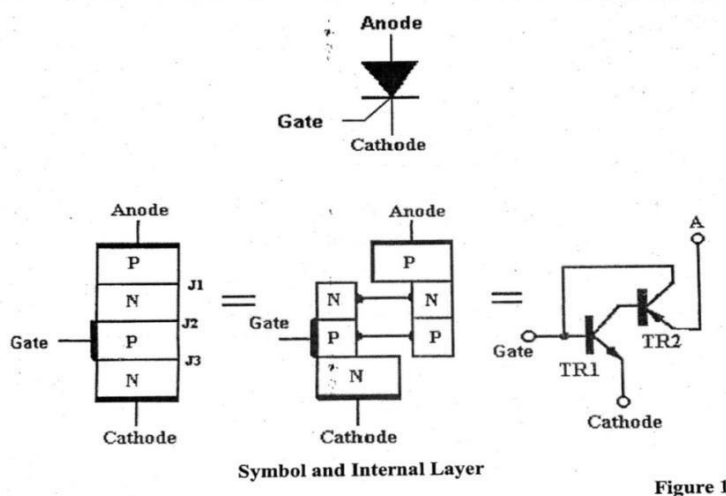 Anode
Gate
Cathode
Anode
P
N
P
N
J1
J2
J3
Gate
Cathode
Anode
P
N
N
P
P
N
Gate
Cathode
A
Gate
TR1
TR2
Cathode
Symbol and Internal Layer
Figure 1